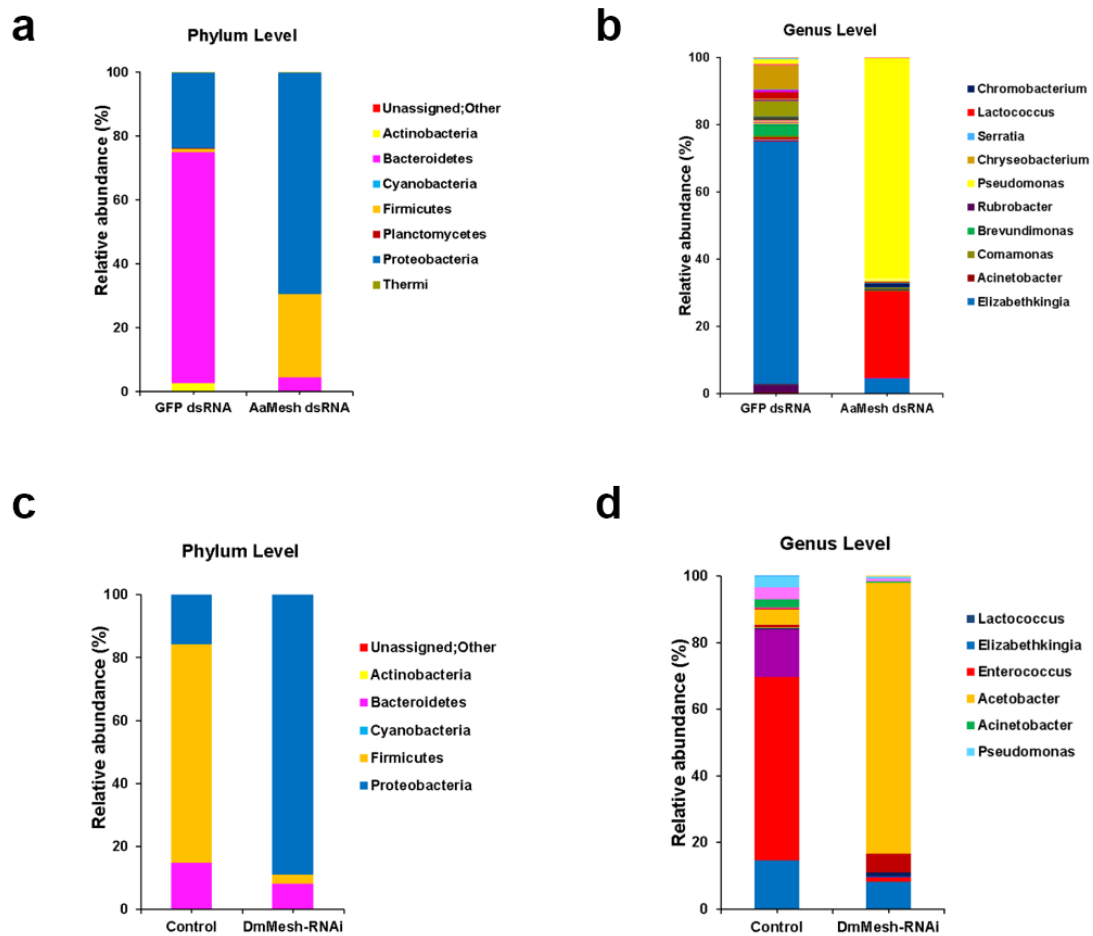 a
Phylum Level
Relative abundance (%)
100
80
60
40
20
0
GFP dsRNA
AaMesh dsRNA
Unassigned;Other
Actinobacteria
Bacteroidetes
Cyanobacteria
Firmicutes
Planctomycetes
Proteobacteria
Thermi
b
Genus Level
Relative abundance (%)
100
80
60
40
20
0
GFP dsRNA
AaMesh dsRNA
Chromobacterium
Lactococcus
Serratia
Chryseobacterium
Pseudomonas
Rubrobacter
Brevundimonas
Comamonas
Acinetobacter
Elizabethkingia
c
Phylum Level
Relative abundance (%)
100
80
60
40
20
0
Control
DmMesh-RNAi
Unassigned;Other
Actinobacteria
Bacteroidetes
Cyanobacteria
Firmicutes
Proteobacteria
d
Genus Level
Relative abundance (%)
100
80
60
40
20
0
Control
DmMesh-RNAi
Lactococcus
Elizabethkingia
Enterococcus
Acetobacter
Acinetobacter
Pseudomonas